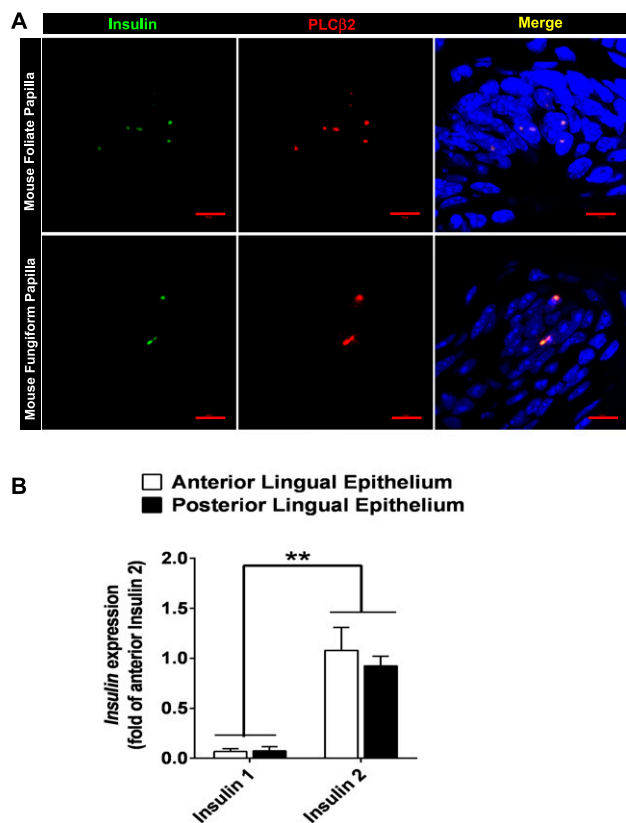 A
Insulin
PLCβ2
Merge
Mouse Foliate Papilla
Mouse Fungiform Papilla
B
Anterior Lingual Epithelium
Posterior Lingual Epithelium
Insulin expression
(fold of anterior Insulin 2)
2.0
1.5
1.0
0.5
0.0
**
Insulin 1
Insulin 2